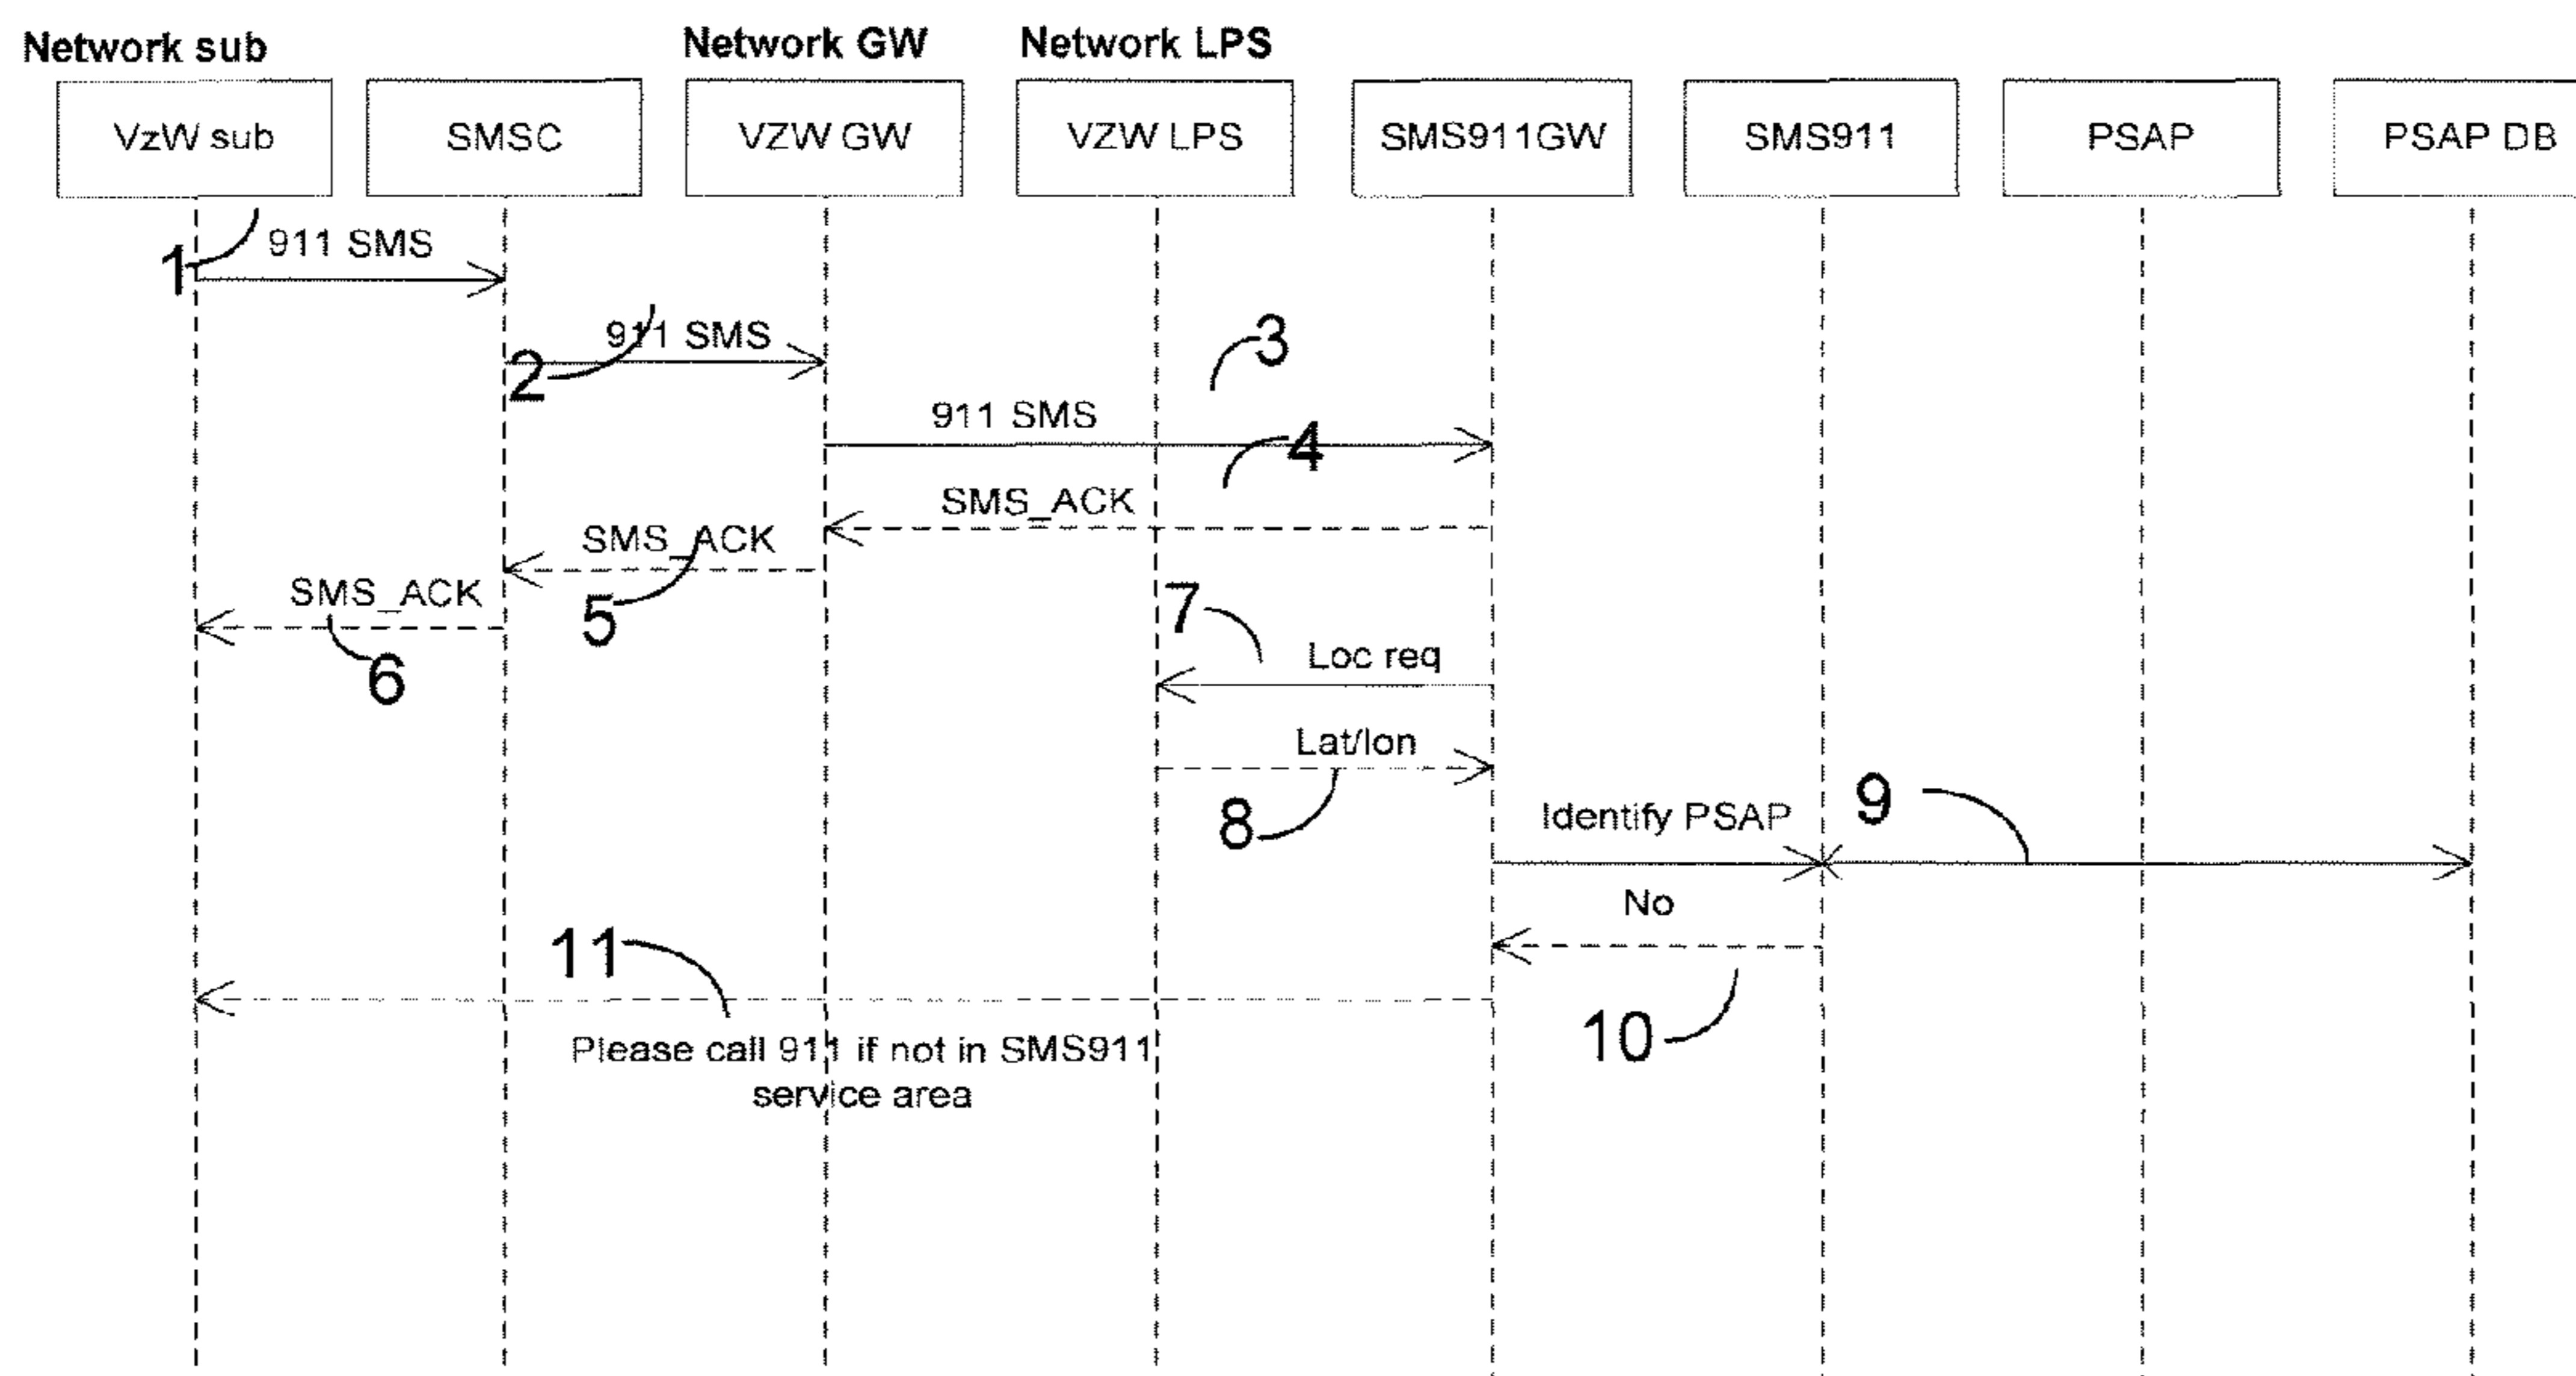 Network sub
Network GW
Network LPS
VzW sub
SMSC
VZW GW
VZW LPS
SMS911GW
SMS911
PSAP
PSAP DB
1
911 SMS
2
911 SMS
3
911 SMS
4
SMS_ACK
SMS_ACK
5
SMS_ACK
6
7
Loc req
Lat/lon
8
Identify PSAP
9
No
10
11
Please call 911 if not in SMS911
service area